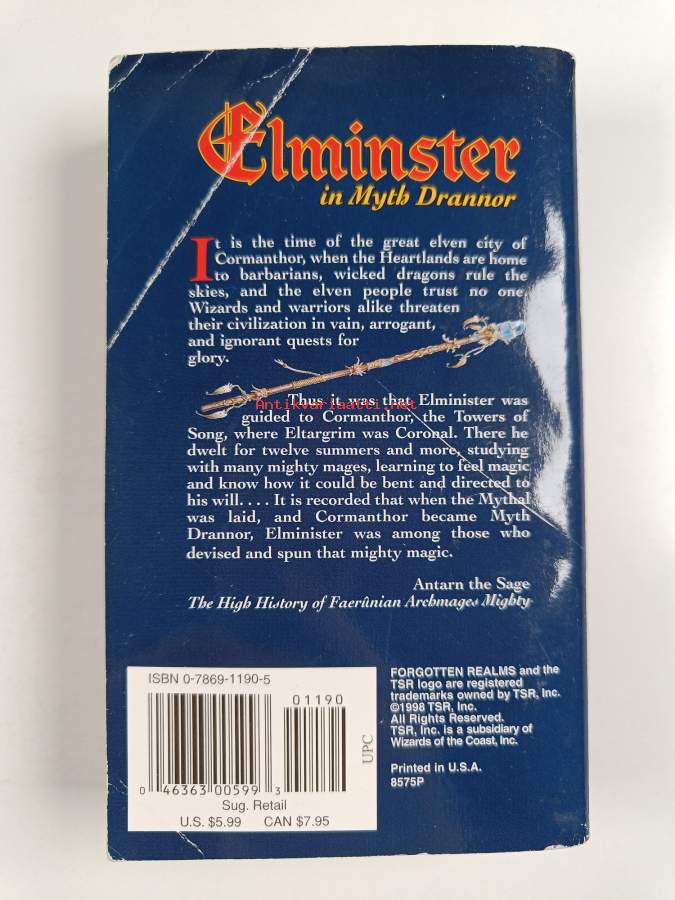 Elminster
in Myth Drannor
It is the time of the great elven city of
Cormanthor, when the Heartlands are home
to barbarians, wicked dragons rule the
skies, and the elven people trust no one
Wizards and warriors alike threaten
their civilization in vain, arrogant,
and ignorant quests for
glory.
Antikvariaatti.net
Thus it was that Elminister was
guided to Cormanthor, the Towers of
Song, where Eltargrim was Coronal. There he
dwelt for twelve summers and more, studying
with many mighty mages, learning to feel magic
and know how it could be bent and directed to
his will. . . . It is recorded that when the Mythal
was laid, and Cormanthor became Myth
Drannor, Elminister was among those who
devised and spun that mighty magic.
Antarn the Sage
The High History of Faerûnian Archmages Mighty
ISBN 0-7869-1190-5
01190
0 46363 00599 3
UPC
Sug. Retail
U.S. $5.99 CAN $7.95
FORGOTTEN REALMS and the
TSR logo are registered
trademarks owned by TSR, Inc.
©1998 TSR, Inc.
All Rights Reserved.
TSR, Inc. is a subsidiary of
Wizards of the Coast, Inc.
Printed in U.S.A.
8575P